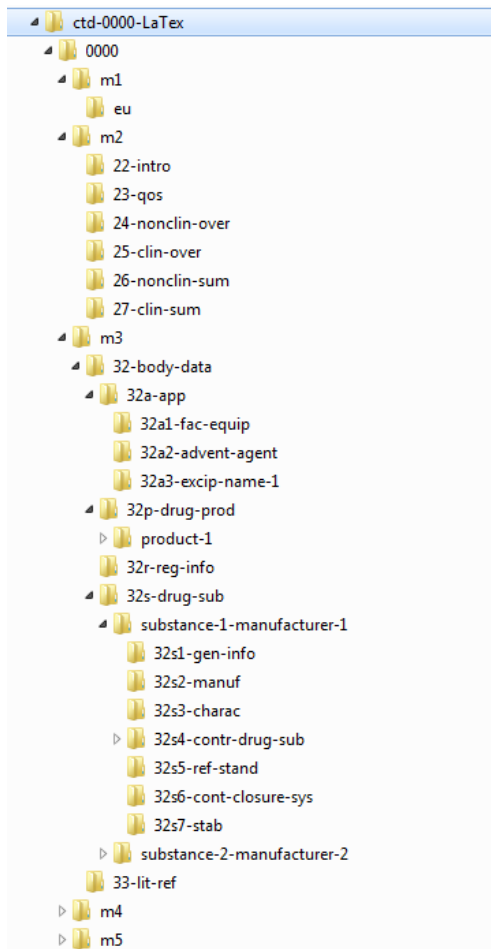 ctd-0000-LaTex
0000
m1
eu
m2
22-intro
23-qos
24-nonclin-over
25-clin-over
26-nonclin-sum
27-clin-sum
m3
32-body-data
32a-app
32a1-fac-equip
32a2-advent-agent
32a3-excip-name-1
32p-drug-prod
product-1
32r-reg-info
32s-drug-sub
substance-1-manufacturer-1
32s1-gen-info
32s2-manuf
32s3-charac
32s4-contr-drug-sub
32s5-ref-stand
32s6-cont-closure-sys
32s7-stab
substance-2-manufacturer-2
33-lit-ref
m4
m5